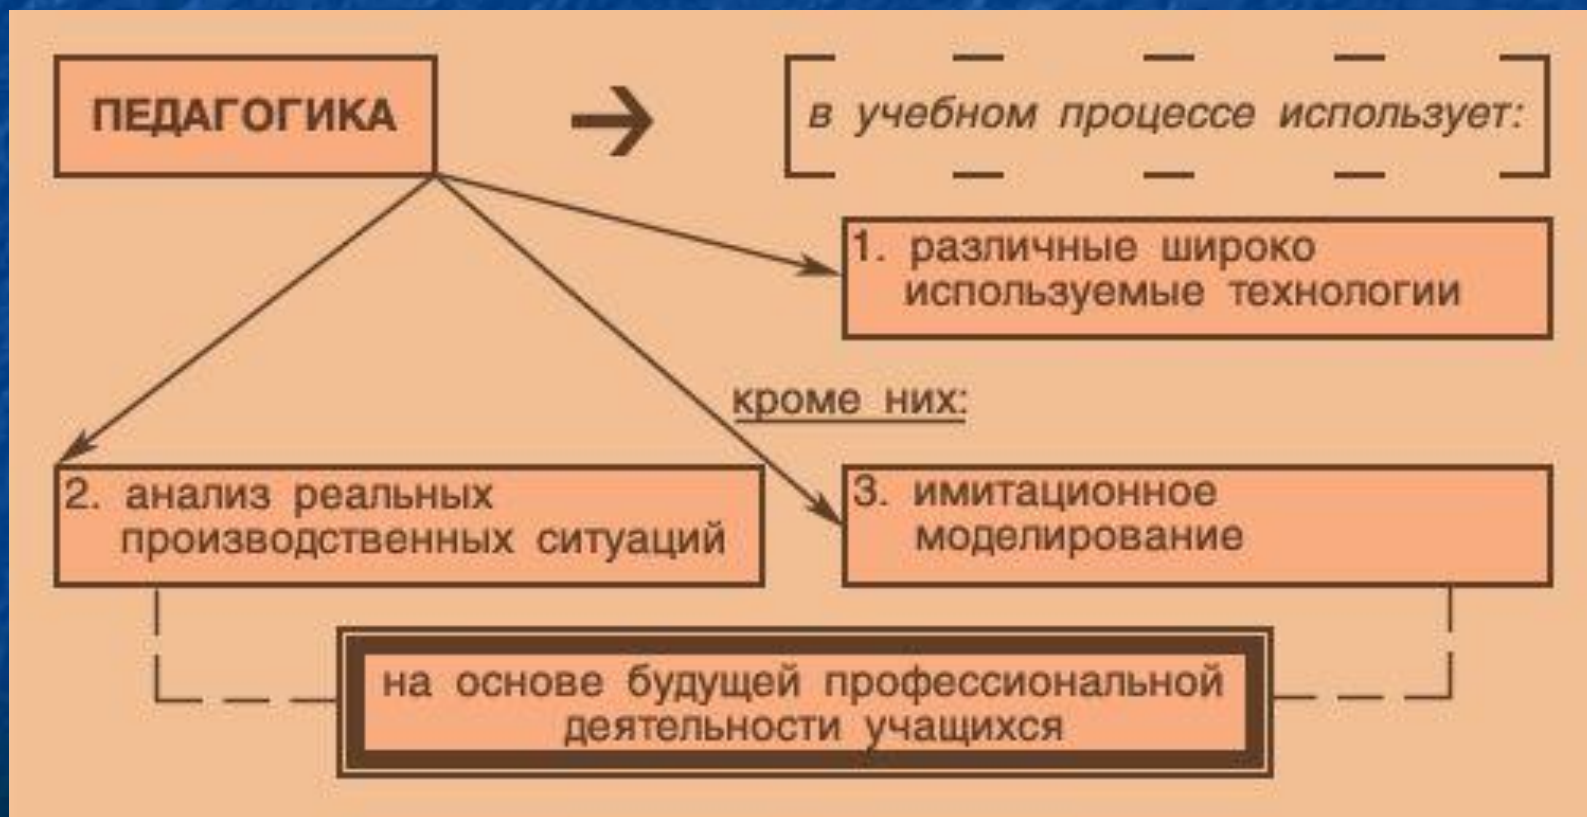 ПЕДАГОГИКА
в учебном процессе использует:
1. различные широко
используемые технологии
кроме них:
2. анализ реальных
производственных ситуаций
3. имитационное
моделирование
на основе будущей профессиональной
деятельности учащихся